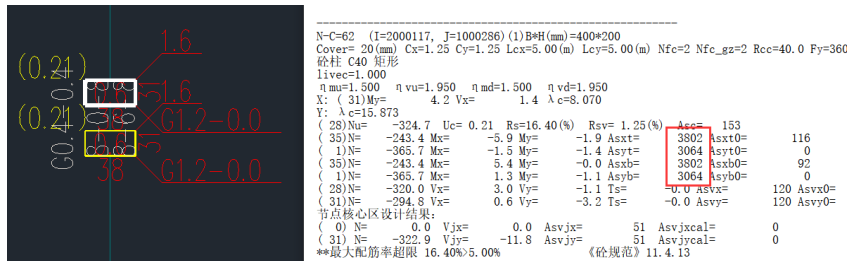 (0.21)
1.6
(0.21)
1.6
G1.2-0.0
38
G1.2-0.0
-----------------------------------------------------------
N-C=62 (I=2000117, J=1000286)(1)B*H(mm)=400*200
Cover= 20(mm) Cx=1.25 Cy=1.25 Lcx=5.00(m) Lcy=5.00(m) Nfc=2 Nfc_gz=2 Rcc=40.0 Fy=360
砼柱 C40 矩形
livec=1.000
ηmu=1.500 ηvu=1.950 ηmd=1.500 ηvd=1.950
X: ( 31)My= 4.2 Vx= 1.4 λc=8.070
Y: λc=15.873
( 28)Nu= -324.7 Uc= 0.21 Rs=16.40(%) Rsv= 1.25(%) Asc= 153
( 35)N= -243.4 Mx= -5.9 My= -1.9 Asxt= 3802 Asxt0= 116
( 1)N= -365.7 Mx= -1.5 My= -1.4 Asyt= 3064 Asyt0= 0
( 35)N= -243.4 Mx= 5.4 My= -0.0 Asxb= 3802 Asxb0= 92
( 1)N= -365.7 Mx= 1.3 My= -1.1 Asyb= 3064 Asyb0= 0
( 28)N= -320.0 Vx= 3.0 Vy= -1.1 Ts= -0.0 Asvx= 120 Asvx0=
( 31)N= -294.8 Vx= 0.6 Vy= -3.2 Ts= -0.0 Asvy= 120 Asvy0=
节点核心区设计结果:
( 0) N= 0.0 Vjx= 0.0 Asvjx= 51 Asvjxcal= 0
( 31) N= -322.9 Vjy= -11.8 Asvjy= 51 Asvjycal= 0
**最大配筋率超限 16.40%>5.00% 《砼规范》11.4.13